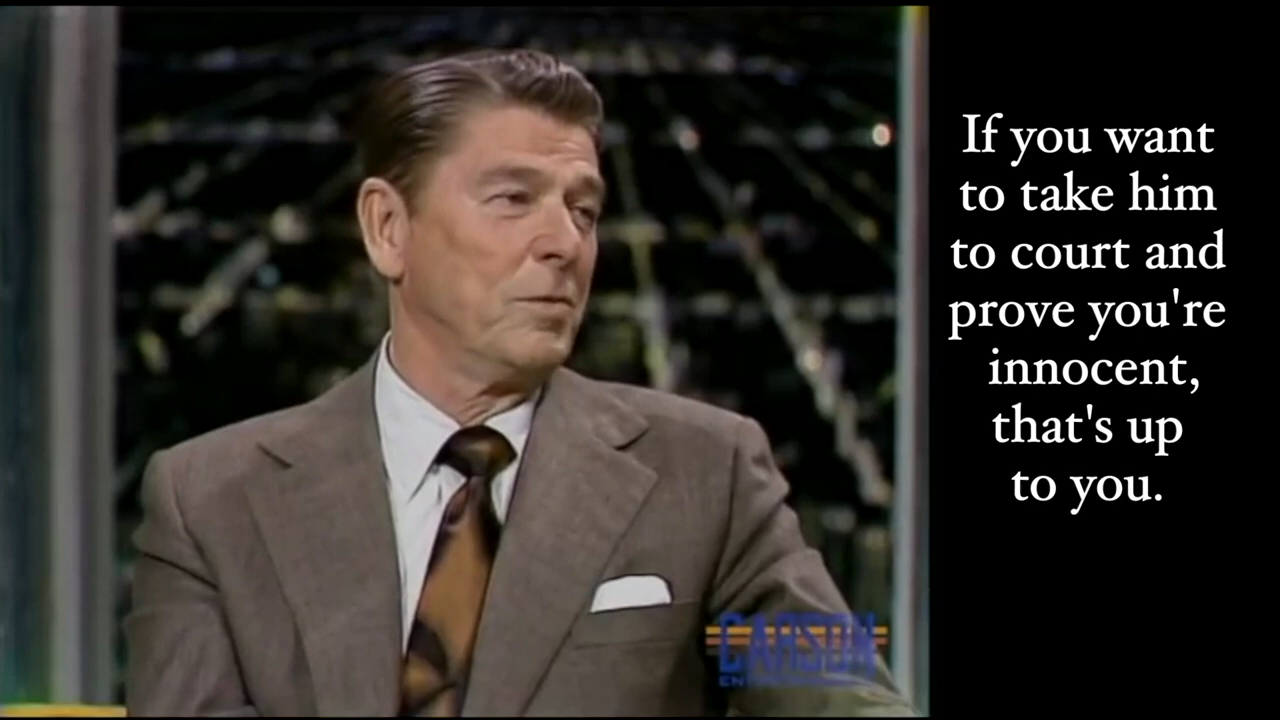 If you want
to take him
to court and
prove you're
innocent,
that's up
to you.
CARSON